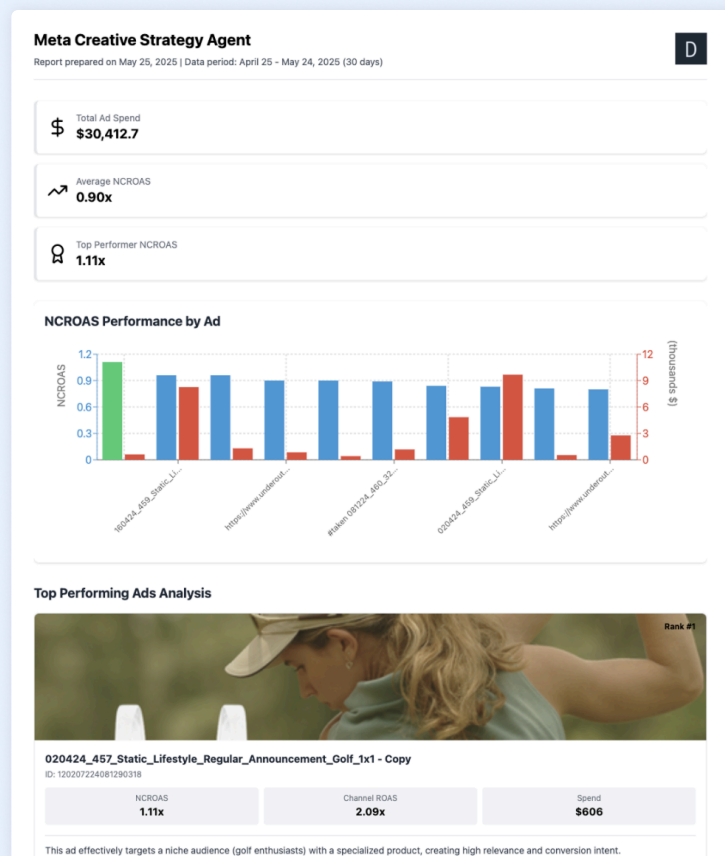 Meta Creative Strategy Agent
D
Report prepared on May 25, 2025 | Data period: April 25 - May 24, 2025 (30 days)
Total Ad Spend
$30,412.7
Average NCROAS
0.90x
Top Performer NCROAS
1.11x
NCROAS Performance by Ad
NCROAS
1.2
0.9
0.6
0.3
0
12
9
6
3
0
(thousands $)
160424_459_Static_Li...
https://www.underout...
#taken 081224_460_32...
020424_459_Static_Li...
https://www.underout...
Top Performing Ads Analysis
Rank #1
020424_457_Static_Lifestyle_Regular_Announcement_Golf_1x1 - Copy
ID: 120207224081290318
NCROAS
1.11x
Channel ROAS
2.09x
Spend
$606
This ad effectively targets a niche audience (golf enthusiasts) with a specialized product, creating high relevance and conversion intent.